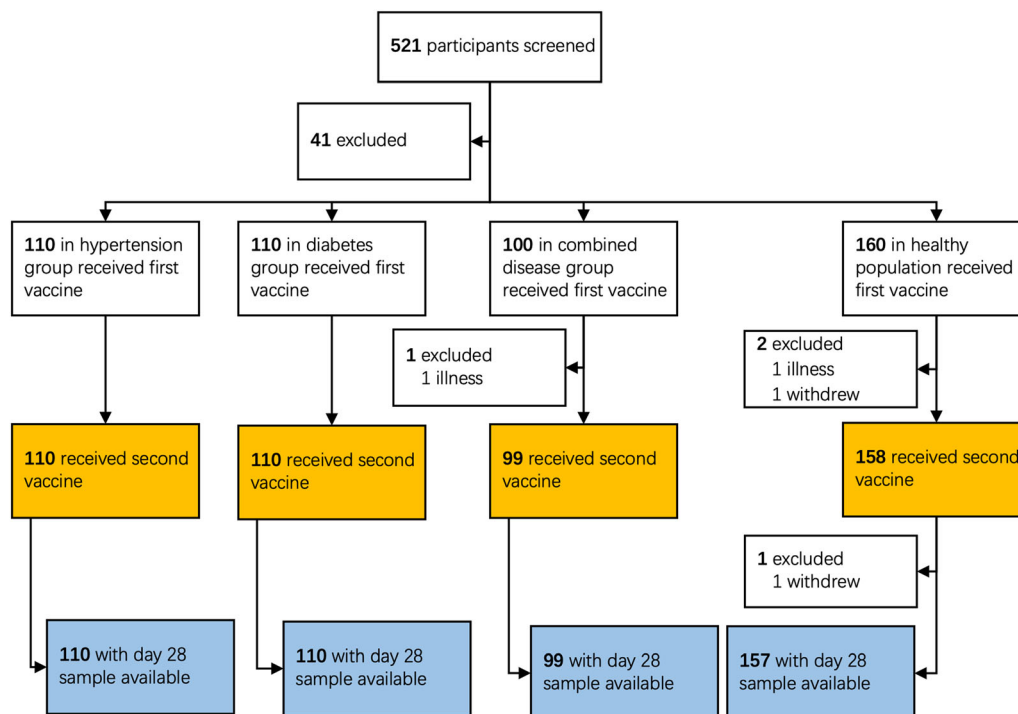 521 participants screened
41 excluded
110 in hypertension
group received first
vaccine
110 in diabetes
group received first
vaccine
100 in combined
disease group
received first vaccine
160 in healthy
population received
first vaccine
1 excluded
1 illness
2 excluded
1 illness
1 withdrew
110 received second
vaccine
110 received second
vaccine
99 received second
vaccine
158 received second
vaccine
1 excluded
1 withdrew
110 with day 28
sample available
110 with day 28
sample available
99 with day 28
sample available
157 with day 28
sample available